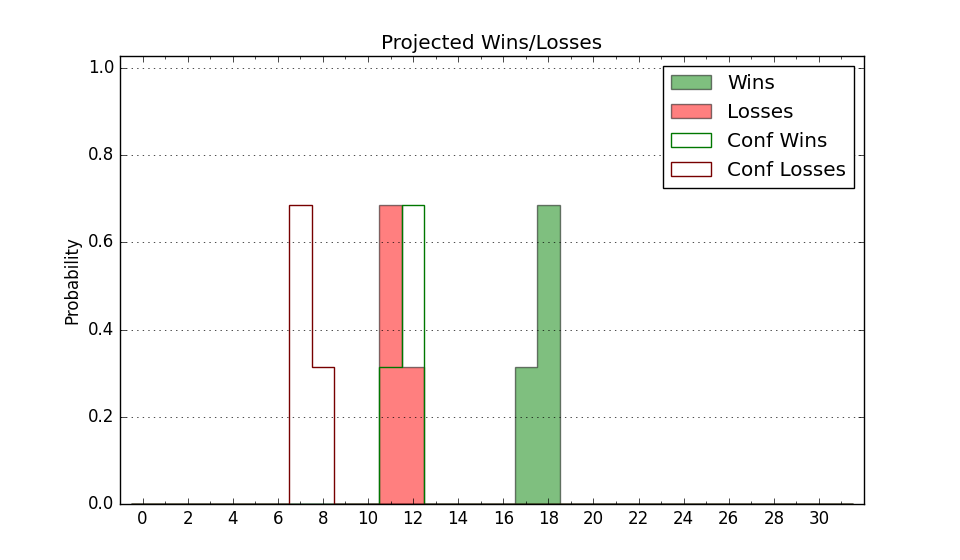 Projected Wins/Losses
1.0
0.8
0.6
0.4
0.2
0.0
Probability
Wins
Losses
Conf Wins
Conf Losses
0 2 4 6 8 10 12 14 16 18 20 22 24 26 28 30